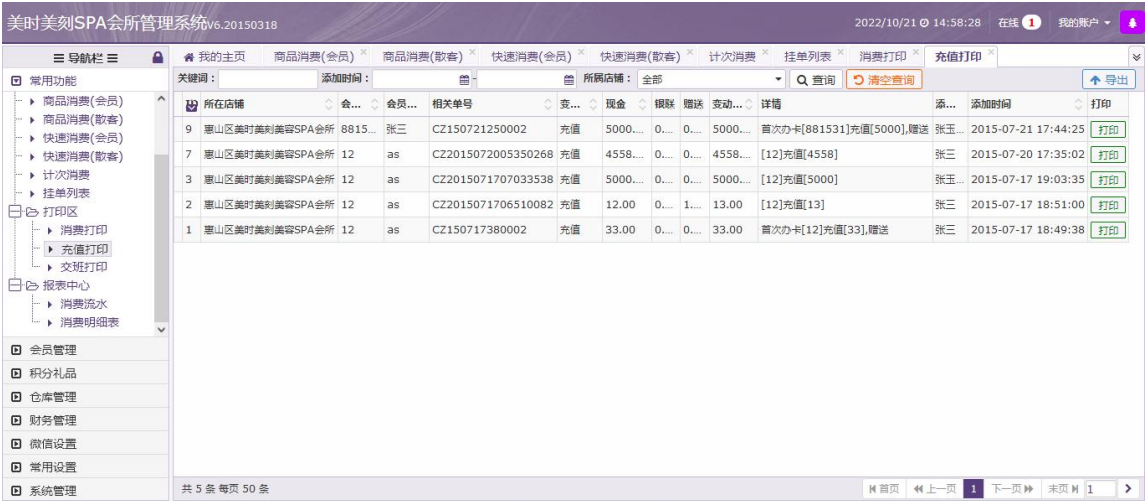 美时美刻SPA会所管理系统V6.20150318 2022/10/21 14:58:28 在线 1 我的账户
三 导航栏 三 我的主页 商品消费(会员) 商品消费(散客) 快速消费(会员) 快速消费(散客) 计次消费 挂单列表 消费打印 充值打印
关键词： 添加时间： - 所属店铺： 全部 查询 清空查询 导出
常用功能
商品消费(会员)
商品消费(散客)
快速消费(会员)
快速消费(散客)
计次消费
挂单列表
打印区
消费打印
充值打印
交班打印
报表中心
消费流水
消费明细表
会员管理
积分礼品
仓库管理
财务管理
微信设置
常用设置
系统管理
所在店铺 会... 会员... 相关单号 变... 现金 银联 赠送 变动... 详情 添... 添加时间 打印
9 惠山区美时美刻美容SPA会所 8815... 张三 CZ150721250002 充值 5000.... 0.... 0.... 5000.... 首次办卡[881531]充值[5000],赠送 张玉... 2015-07-21 17:44:25 打印
7 惠山区美时美刻美容SPA会所 12 as CZ2015072005350268 充值 4558.... 0.... 0.... 4558.... [12]充值[4558] 张三 2015-07-20 17:35:02 打印
3 惠山区美时美刻美容SPA会所 12 as CZ2015071707033538 充值 5000.... 0.... 0.... 5000.... [12]充值[5000] 张玉... 2015-07-17 19:03:35 打印
2 惠山区美时美刻美容SPA会所 12 as CZ2015071706510082 充值 12.00 0.... 1.... 13.00 [12]充值[13] 张三 2015-07-17 18:51:00 打印
1 惠山区美时美刻美容SPA会所 12 as CZ150717380002 充值 33.00 0.... 0.... 33.00 首次办卡[12]充值[33],赠送 张三 2015-07-17 18:49:38 打印
共 5 条 每页 50 条 首页 上一页 1 下一页 末页 1